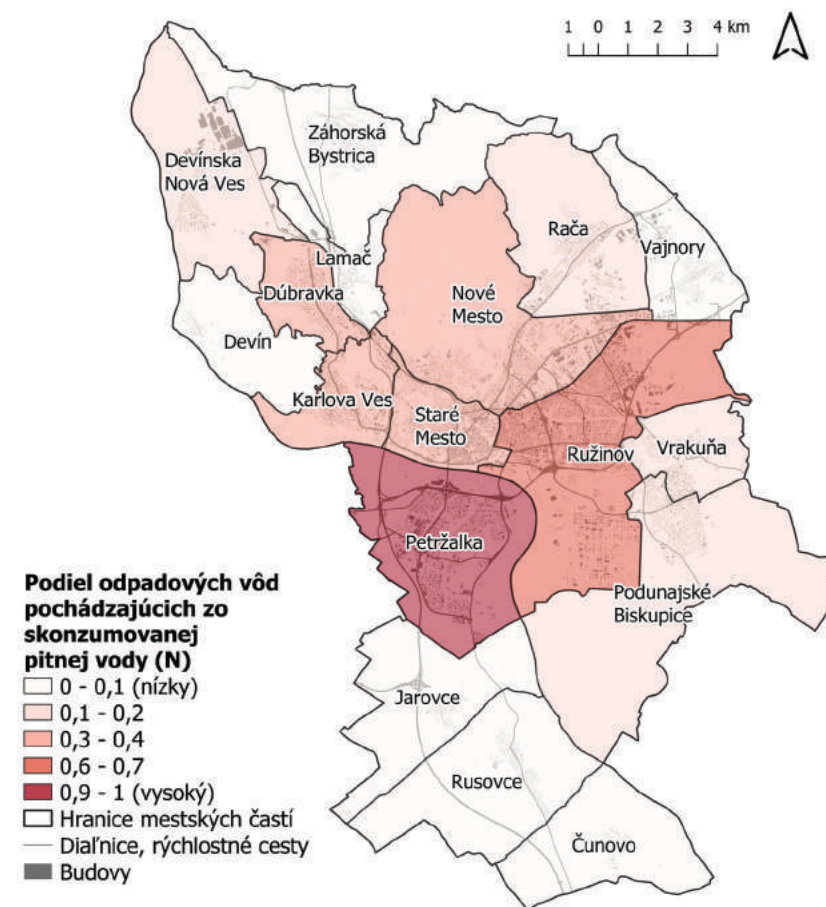 1 0 1 2 3 4 km
Záhorská
Bystrica
Devínska
Nová Ves
Rača
Vajnory
Lamač
Dúbravka
Nové
Mesto
Devín
Karlova Ves
Staré
Mesto
Ružinov
Vrakuňa
Petržalka
Podunajské
Biskupice
Jarovce
Rusovce
Čunovo
Podiel odpadových vôd
pochádzajúcich zo
skonzumovanej
pitnej vody (N)
0 - 0,1 (nízky)
0,1 - 0,2
0,3 - 0,4
0,6 - 0,7
0,9 - 1 (vysoký)
Hranice mestských častí
Diaľnice, rýchlostné cesty
Budovy